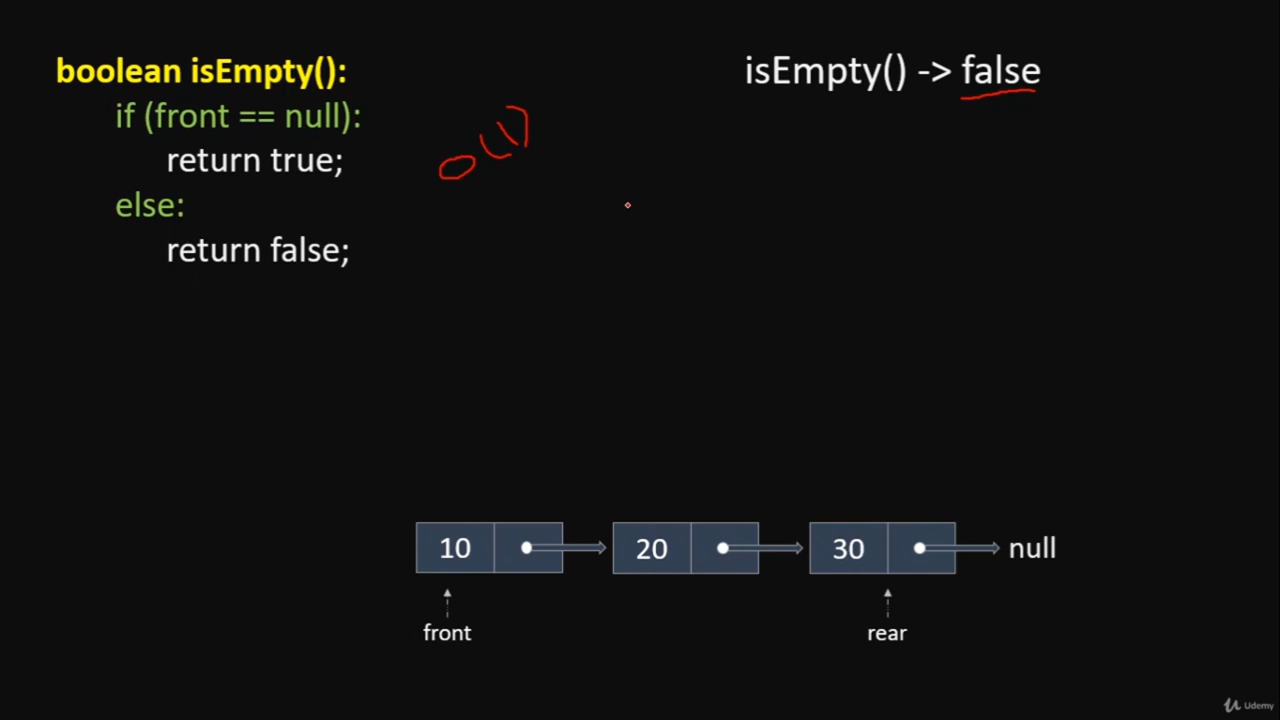 boolean isEmpty():
if (front == null):
return true;
else:
return false;
O(1)
isEmpty() -> false
10 20 30 null
front rear
Udemy